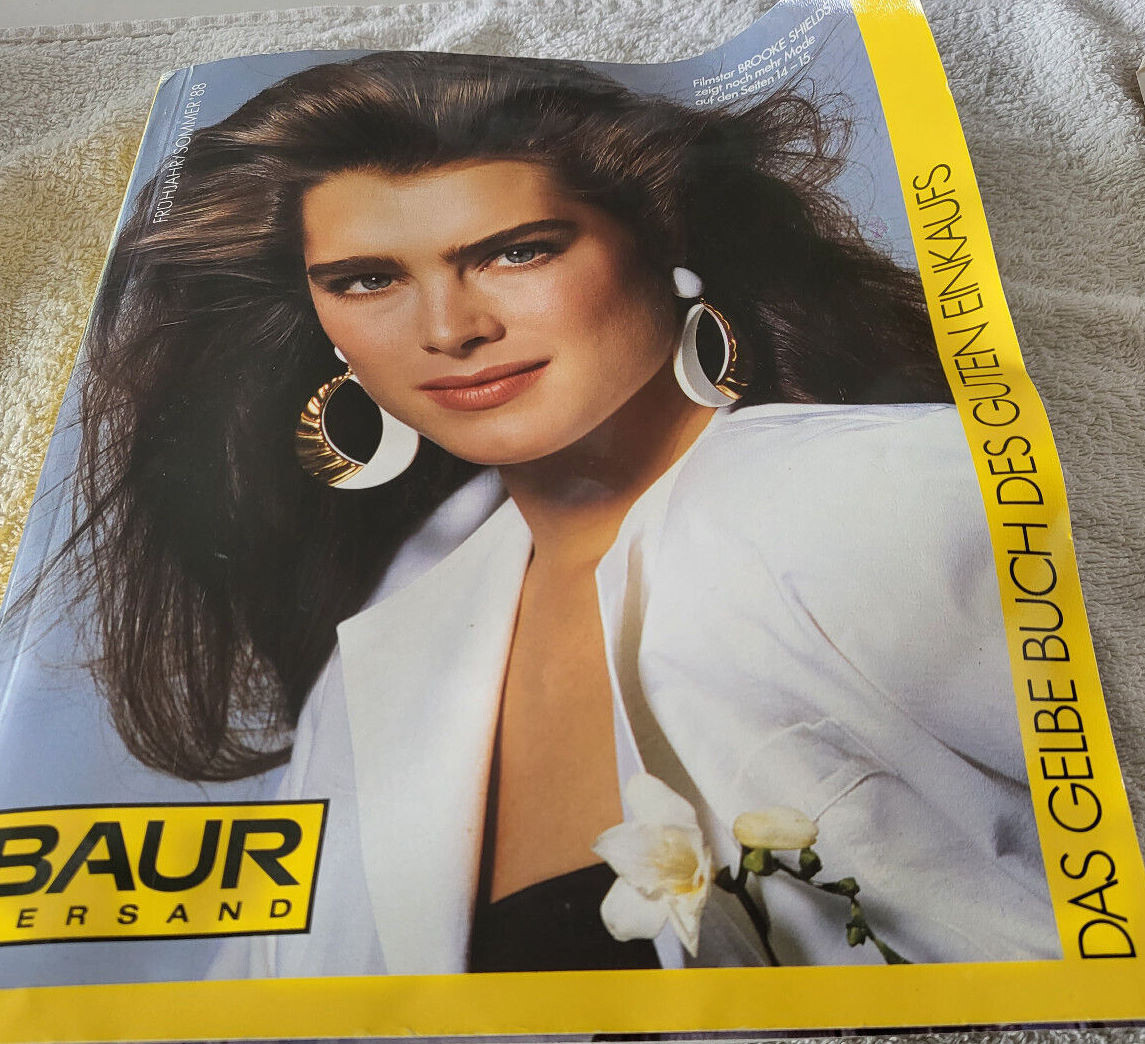 FRÜHJAHR/SOMMER '88
Filmstar BROOKE SHIELDS
zeigt noch mehr Mode
auf den Seiten 14–15.
DAS GELBE BUCH DES GUTEN EINKAUFS
BAUR
ERSAND